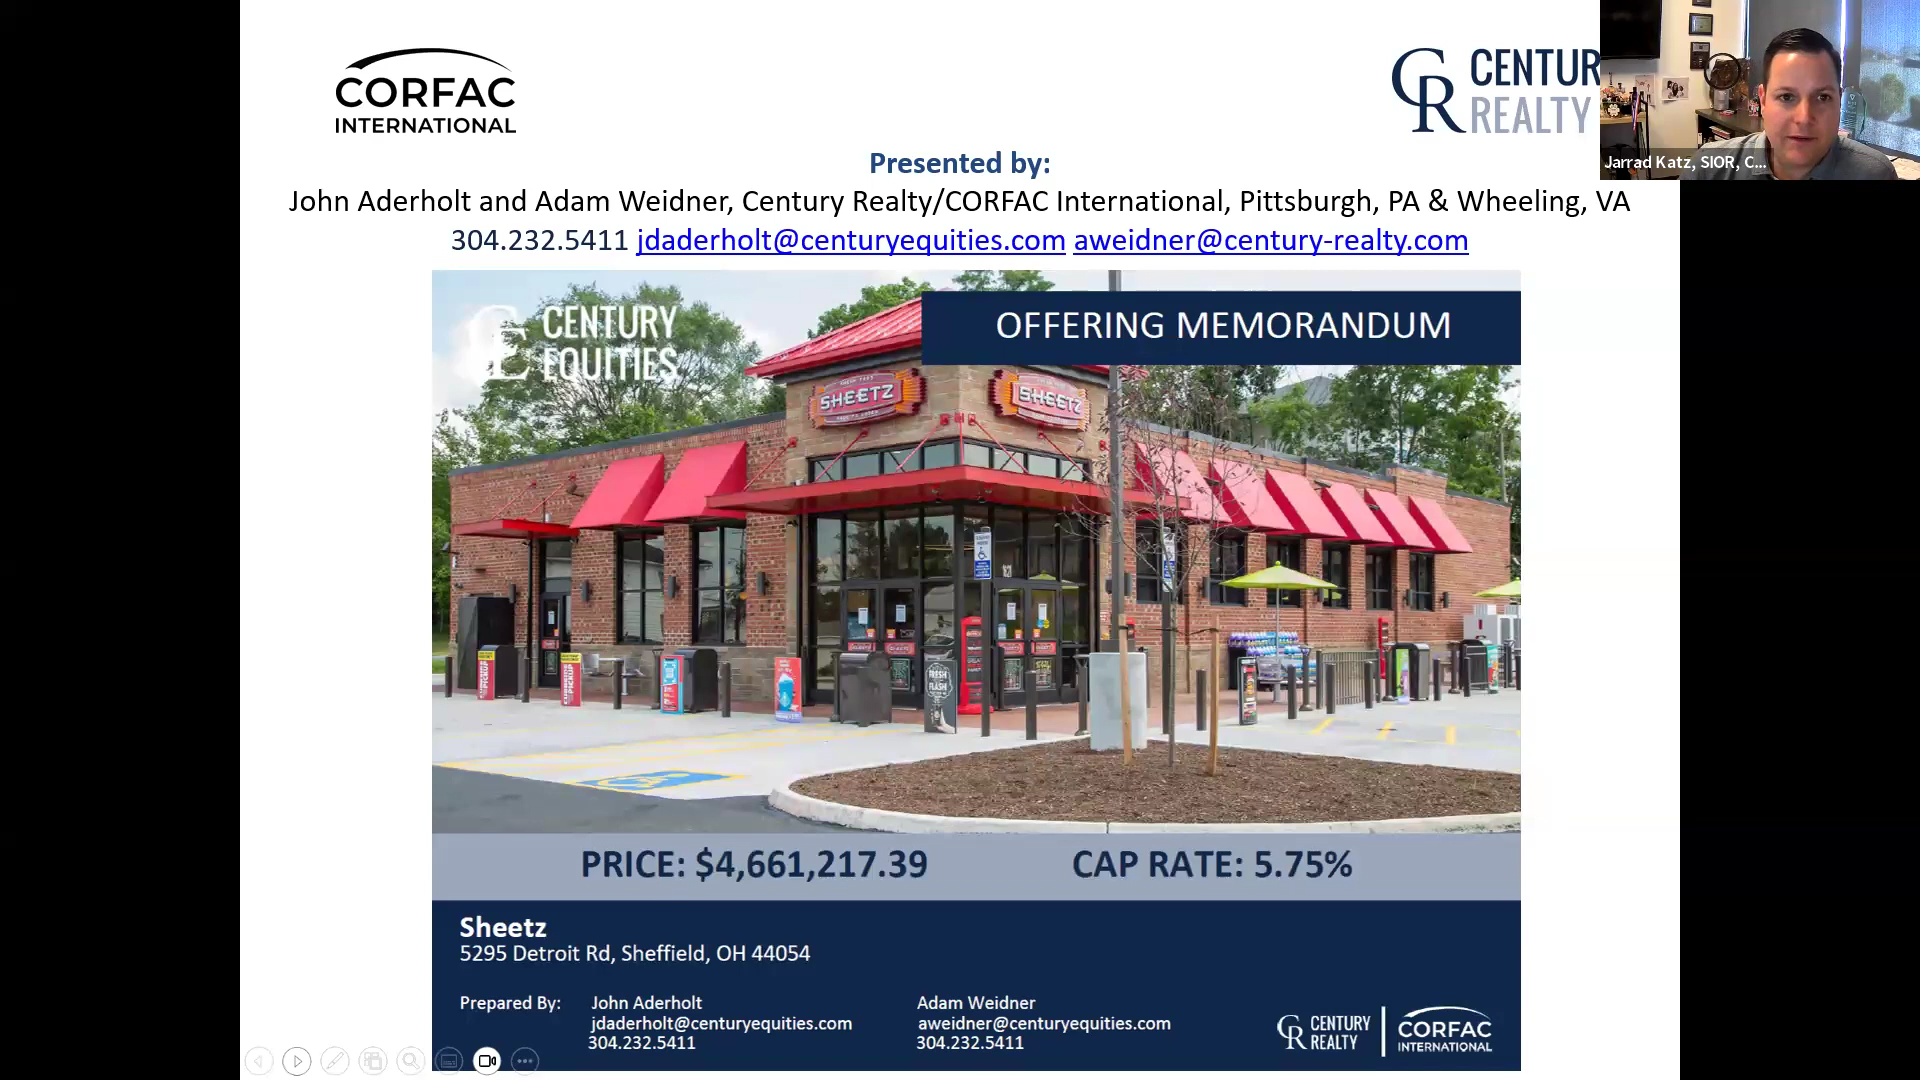 CORFAC
INTERNATIONAL
CR
CENTUR
REALTY
Jarrad Katz, SIOR, C...
Presented by:
John Aderholt and Adam Weidner, Century Realty/CORFAC International, Pittsburgh, PA & Wheeling, VA
304.232.5411 jdaderholt@centuryequities.com aweidner@century-realty.com
CENTURY
EQUITIES
OFFERING MEMORANDUM
SHEETZ
SHEETZ
FRESH
FLASH
PRICE: $4,661,217.39 CAP RATE: 5.75%
Sheetz
5295 Detroit Rd, Sheffield, OH 44054
Prepared By: John Aderholt Adam Weidner
jdaderholt@centuryequities.com aweidner@centuryequities.com
304.232.5411 304.232.5411
CR CENTURY REALTY
CORFAC
INTERNATIONAL